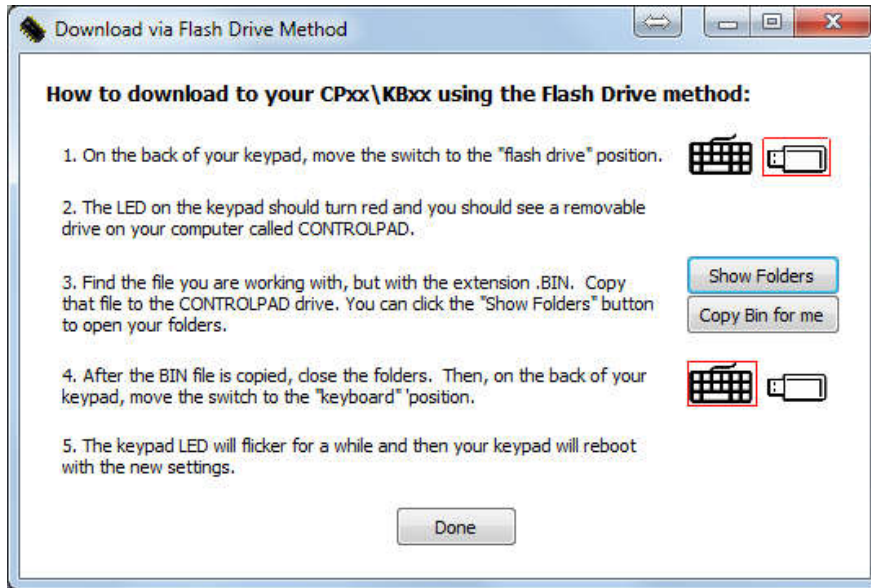 Download via Flash Drive Method
How to download to your CPxx\KBxx using the Flash Drive method:
1. On the back of your keypad, move the switch to the "flash drive" position.
2. The LED on the keypad should turn red and you should see a removable
drive on your computer called CONTROLPAD.
3. Find the file you are working with, but with the extension .BIN.  Copy
that file to the CONTROLPAD drive. You can click the "Show Folders" button
to open your folders.
Show Folders
Copy Bin for me
4. After the BIN file is copied, close the folders.  Then, on the back of your
keypad, move the switch to the "keyboard" 'position.
5. The keypad LED will flicker for a while and then your keypad will reboot
with the new settings.
Done